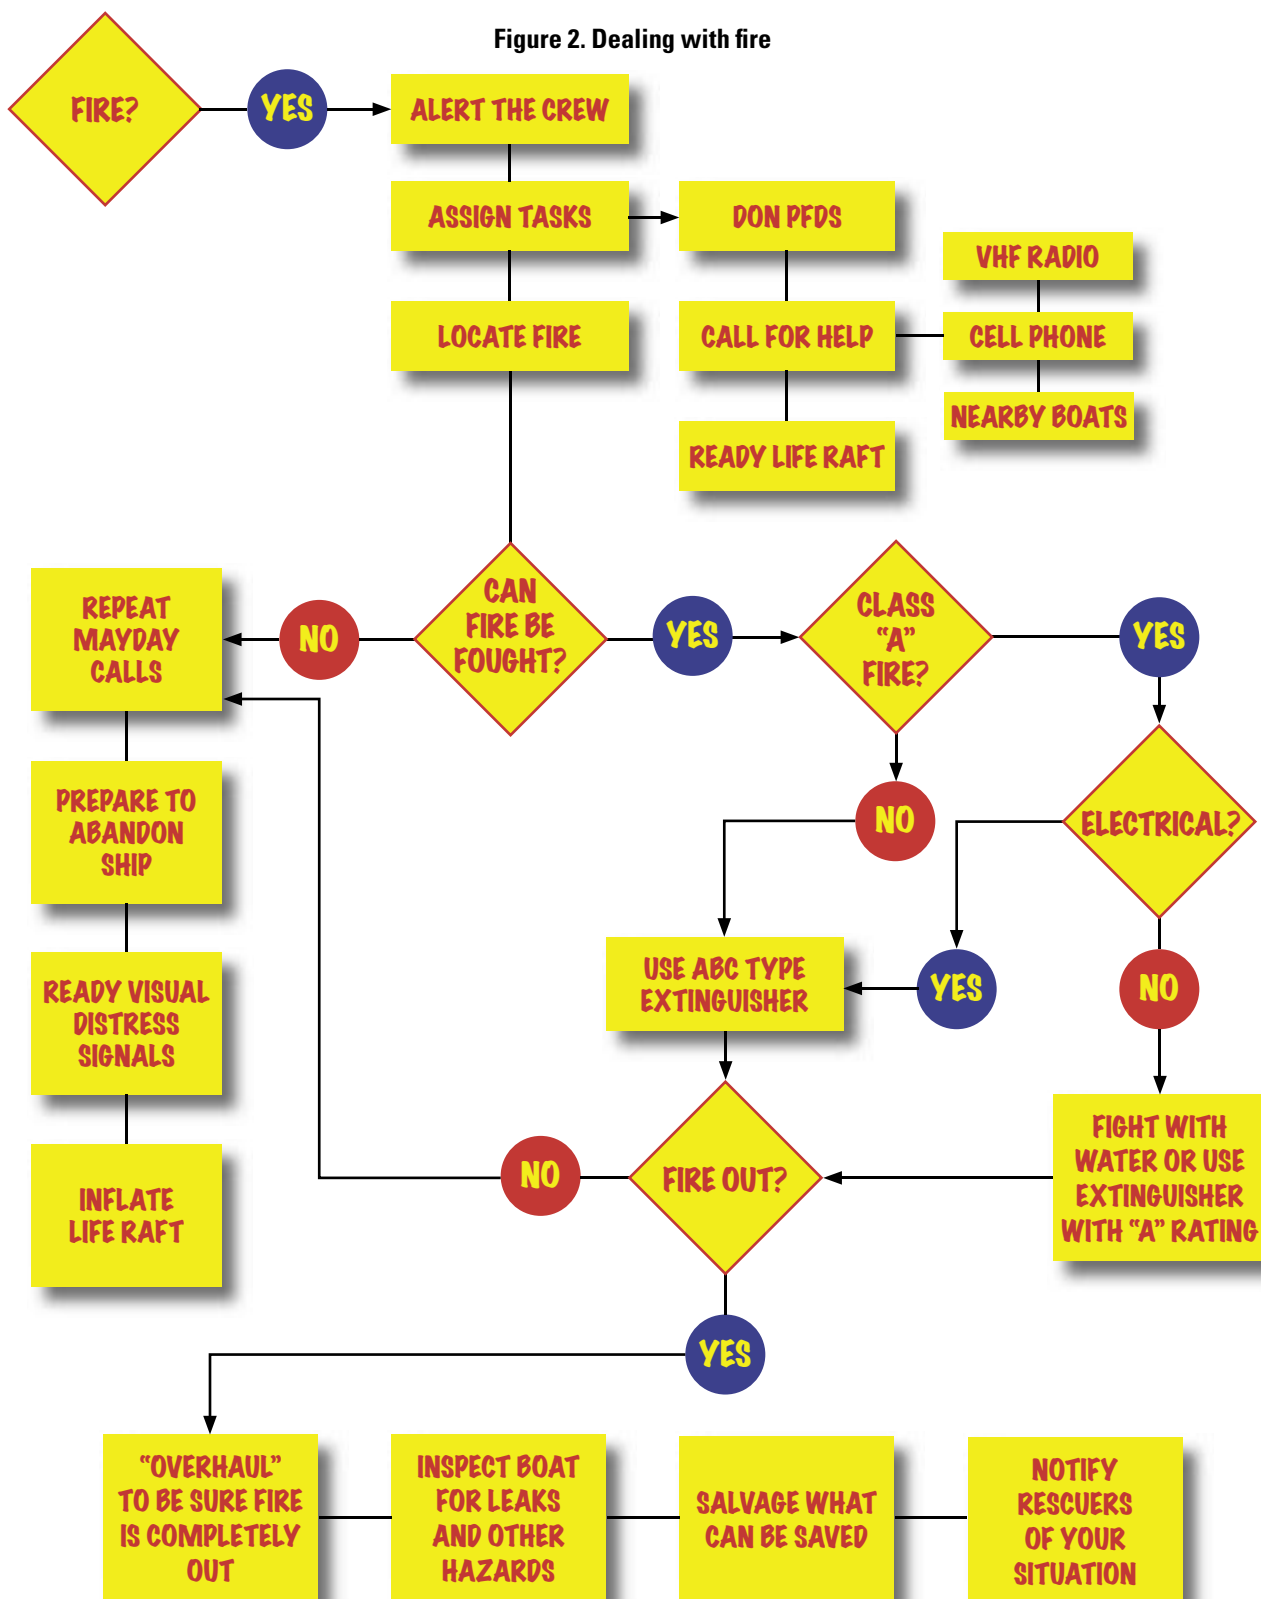 Figure 2. Dealing with fire
FIRE?
YES
ALERT THE CREW
ASSIGN TASKS
DON PFDS
VHF RADIO
LOCATE FIRE
CALL FOR HELP
CELL PHONE
NEARBY BOATS
READY LIFE RAFT
CAN
FIRE BE
FOUGHT?
NO
REPEAT
MAYDAY
CALLS
YES
CLASS
“A”
FIRE?
YES
PREPARE TO
ABANDON
SHIP
NO
ELECTRICAL?
READY VISUAL
DISTRESS
SIGNALS
USE ABC TYPE
EXTINGUISHER
YES
NO
INFLATE
LIFE RAFT
NO
FIRE OUT?
FIGHT WITH
WATER OR USE
EXTINGUISHER
WITH “A” RATING
YES
“OVERHAUL”
TO BE SURE FIRE
IS COMPLETELY
OUT
INSPECT BOAT
FOR LEAKS
AND OTHER
HAZARDS
SALVAGE WHAT
CAN BE SAVED
NOTIFY
RESCUERS
OF YOUR
SITUATION